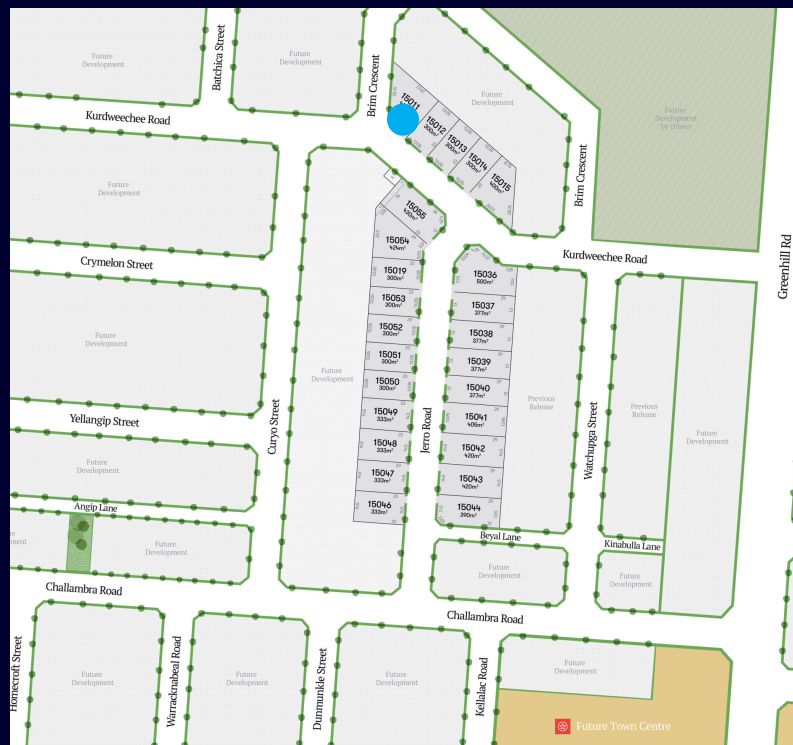 Future
Development
Batchica Street
Future
Development
Brim Crescent
Future
Development
Future
Development
by Others
Kurdweechee Road
15011
15012
300m²
15013
300m²
15014
300m²
15015
400m²
Brim Crescent
Future
Development
15055
430m²
Crymelon Street
15054
424m²
Kurdweechee Road
Greenhill Rd
15019
300m²
15036
500m²
15053
300m²
15037
377m²
15052
300m²
15038
377m²
Future
Development
15051
300m²
15039
377m²
Future
Development
15050
300m²
15040
377m²
Previous
Release
Previous
Release
Yellangip Street
Curyo Street
15049
333m²
Jerro Road
15041
405m²
Watchupga Street
Future
Development
15048
333m²
15042
420m²
Future
Development
15047
333m²
15043
420m²
Angip Lane
15046
333m²
15044
390m²
Beyal Lane
Kinabulla Lane
ment
Future
Development
Future
Development
Future
Development
Challambra Road
Challambra Road
Homecroft Street
Future
Development
Warracknabeal Road
Future
Development
Dunmunkle Street
Future
Development
Kellalac Road
Future
Development
Future Town Centre